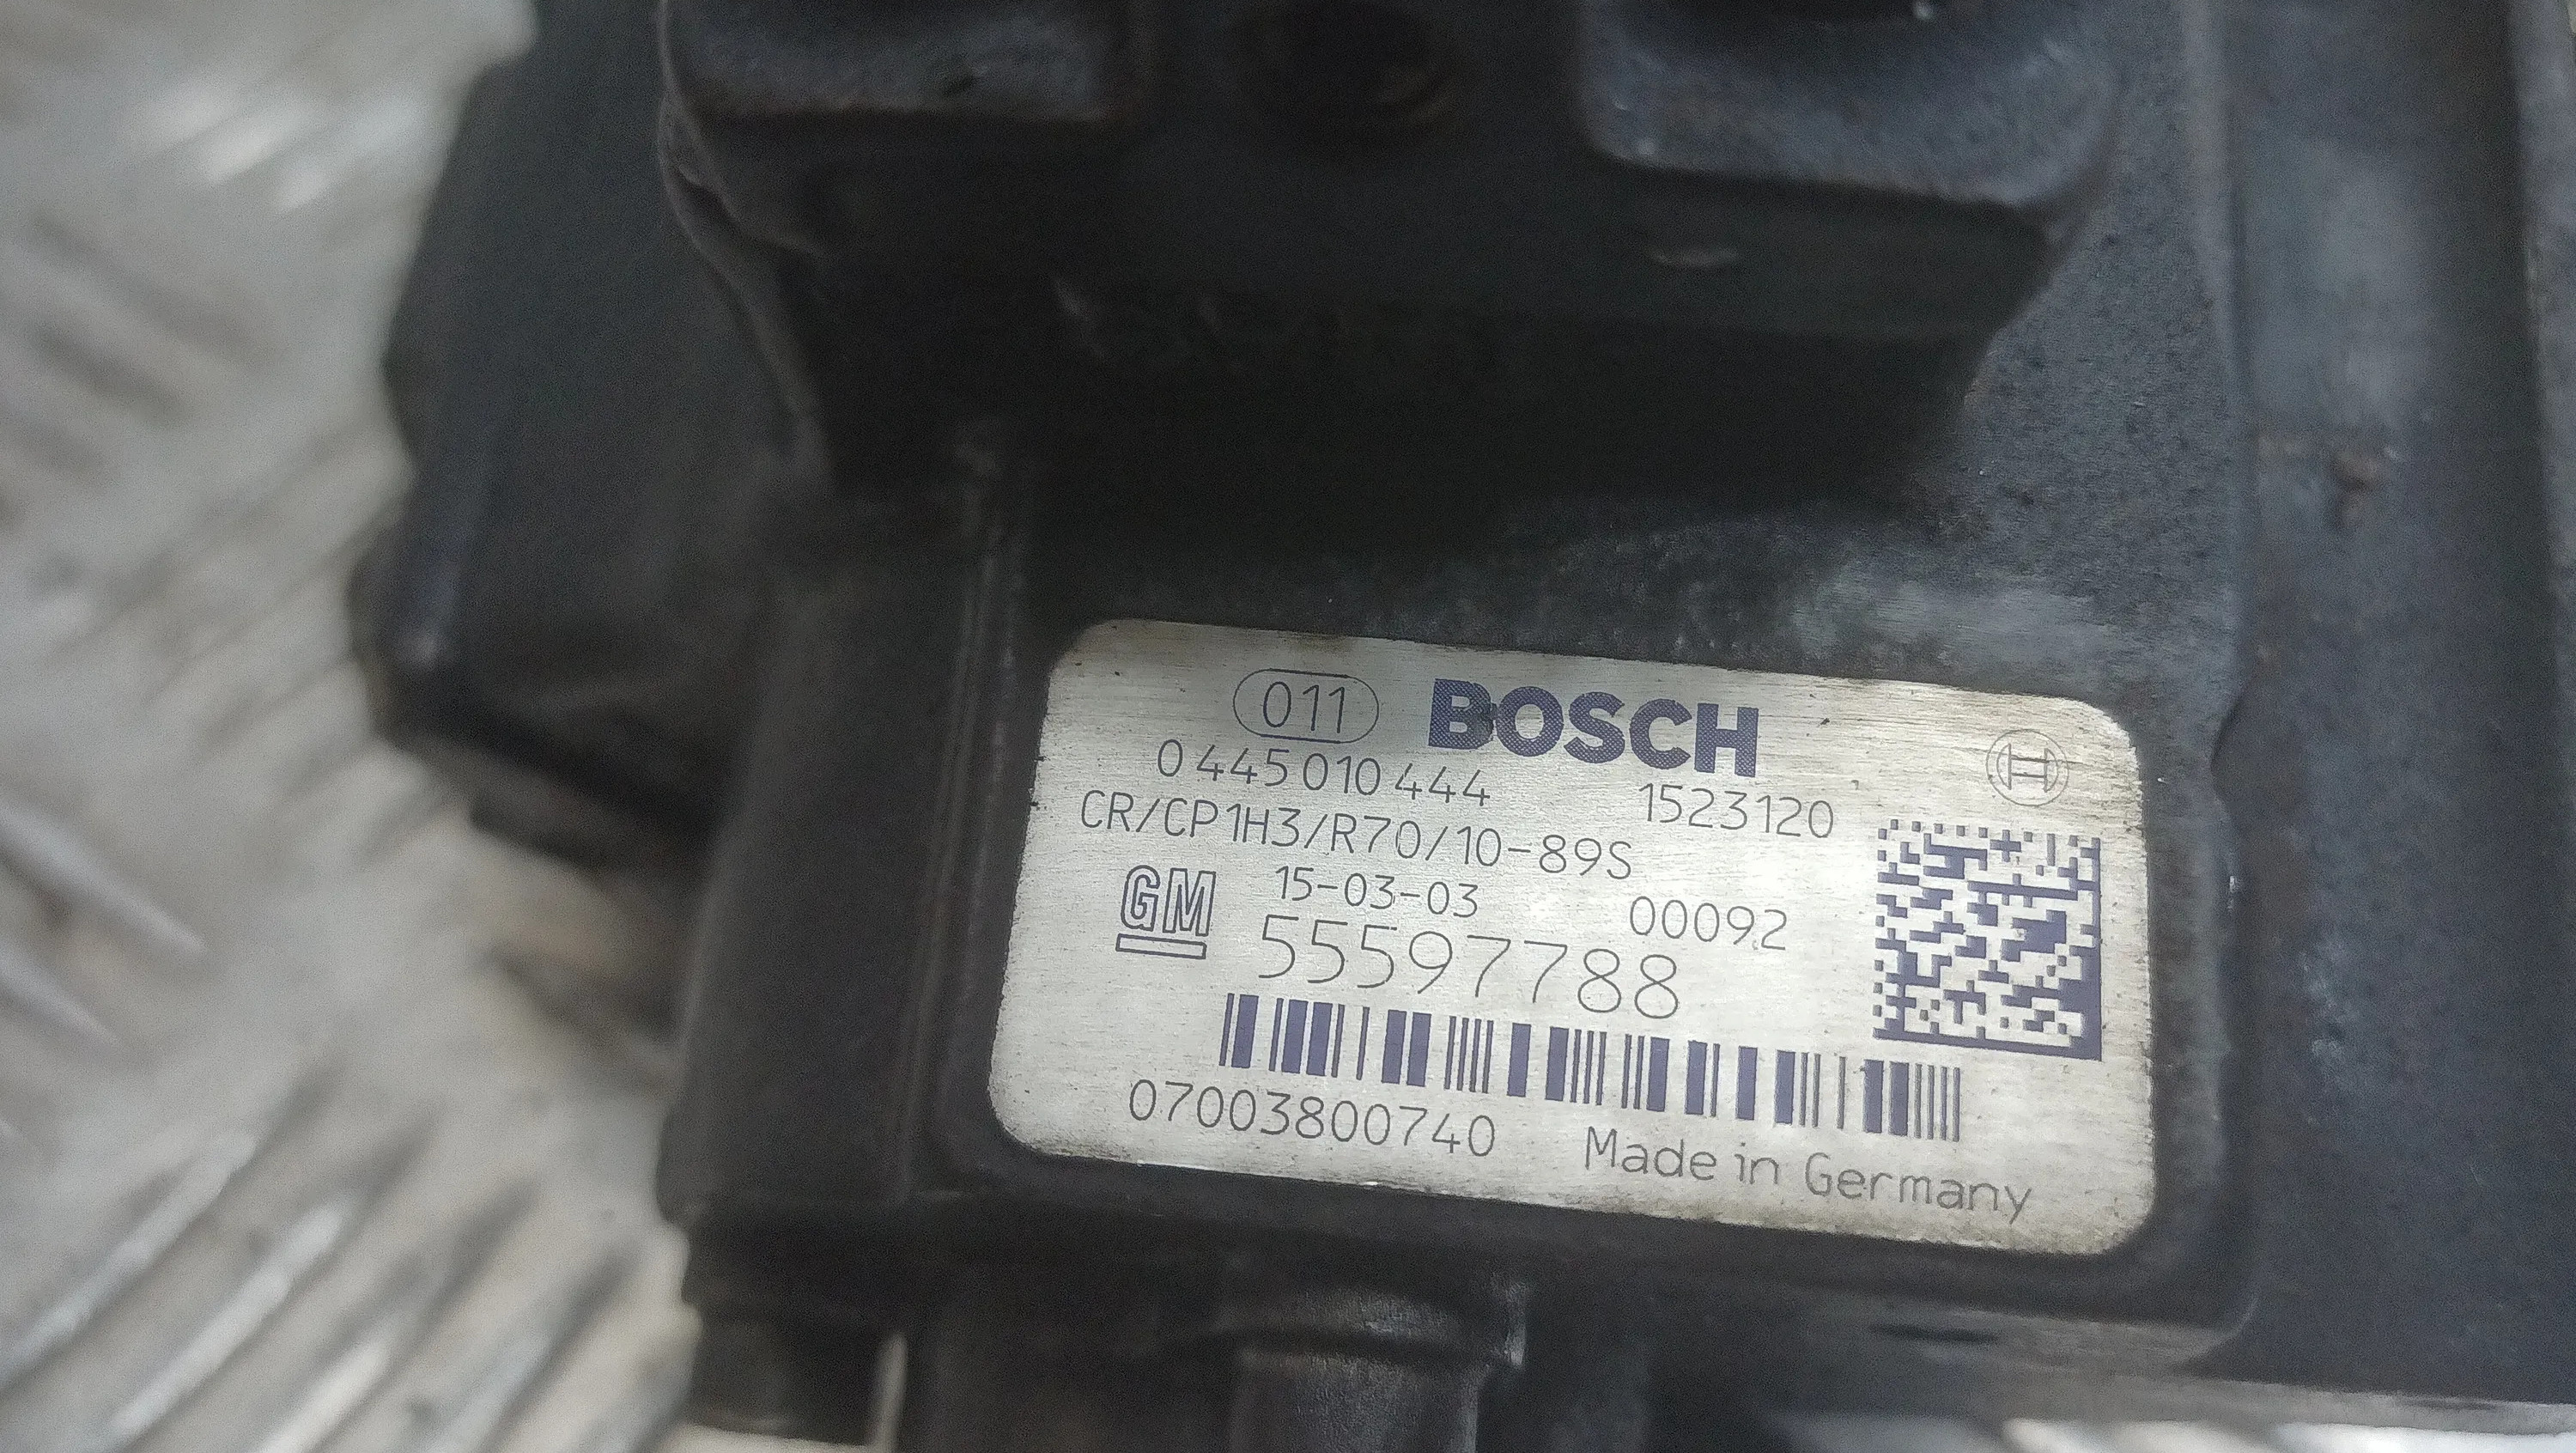 011 BOSCH
0 445 010 444 1523120
CR/CP1H3/R70/10-89S
GM 15-03-03 00092
55597788
07003800740 Made in Germany